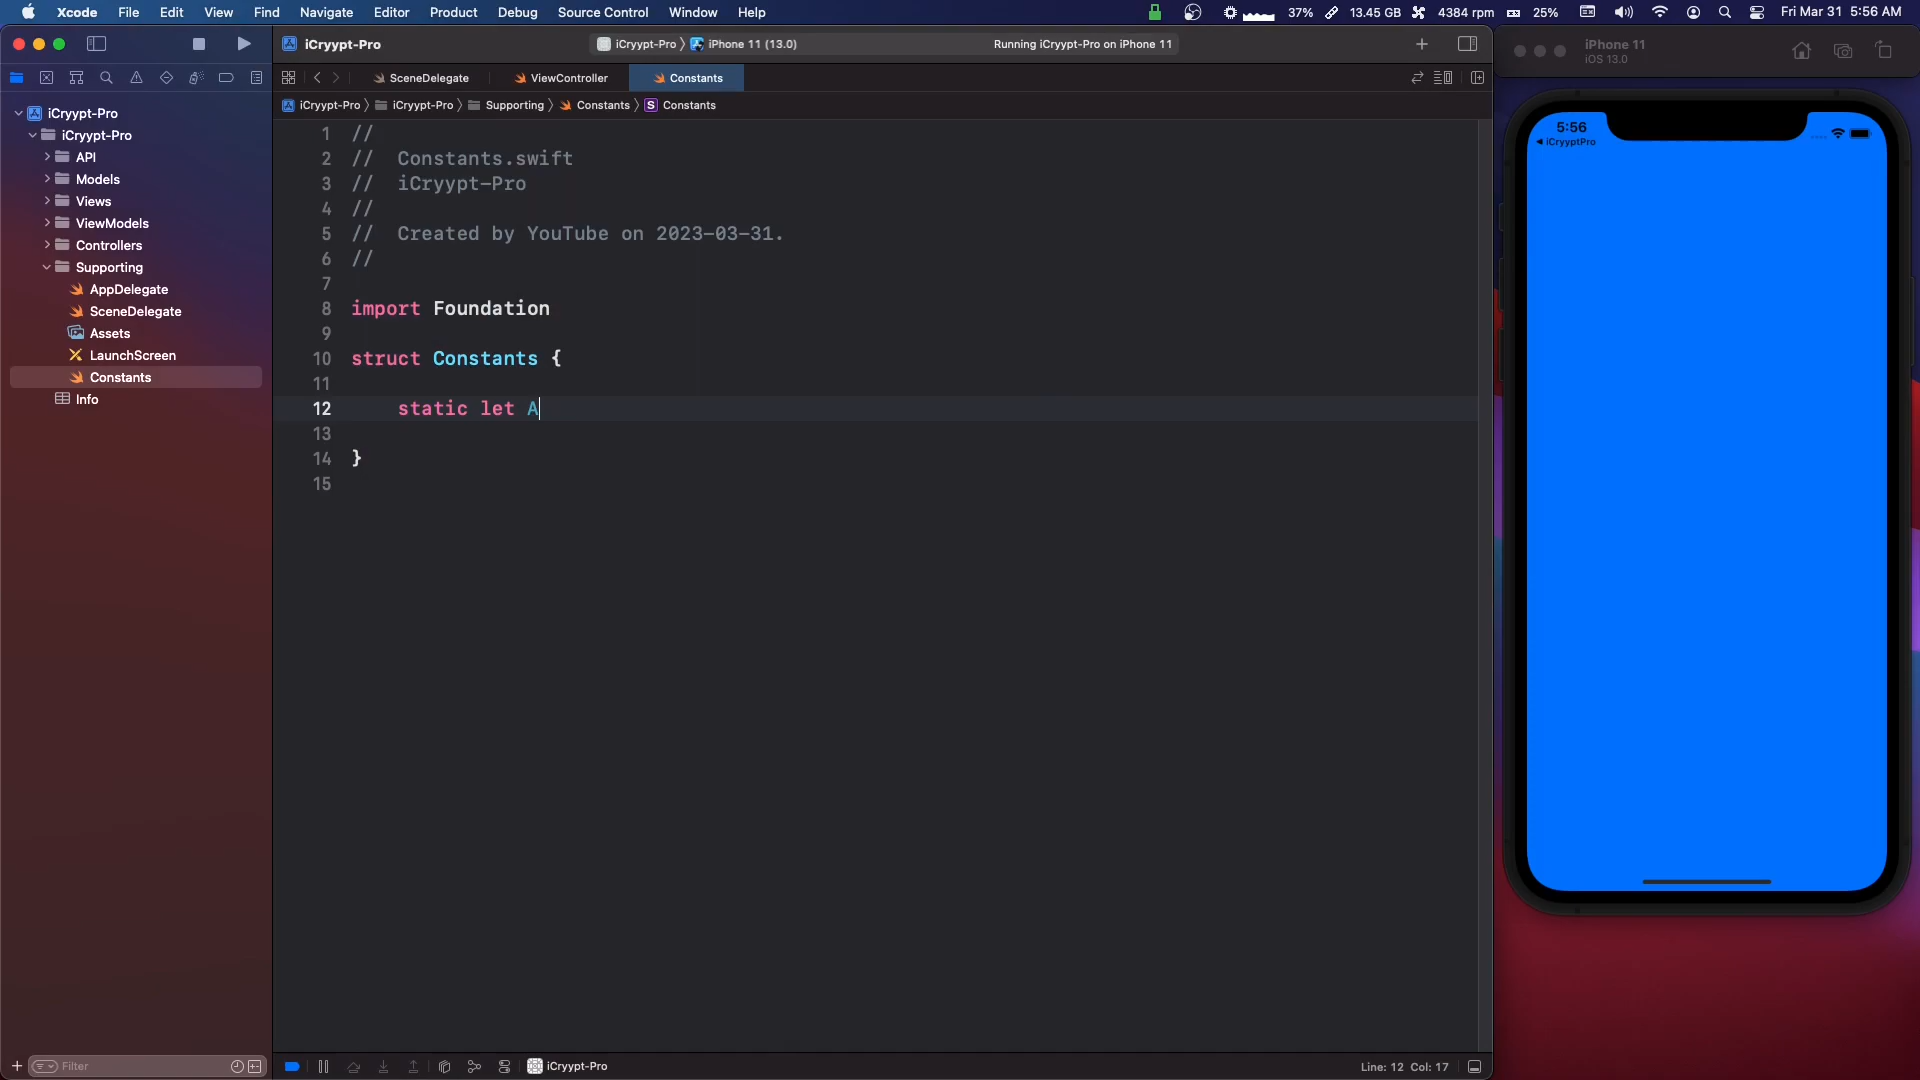 Xcode File Edit View Find Navigate Editor Product Debug Source Control Window Help 37% 13.45 GB 4384 rpm 25% Fri Mar 31 5:56 AM
iCryypt-Pro iCryypt-Pro iPhone 11 (13.0) Running iCryypt-Pro on iPhone 11
iPhone 11
iOS 13.0
SceneDelegate ViewController Constants
iCryypt-Pro iCryypt-Pro Supporting Constants S Constants
iCryypt-Pro
iCryypt-Pro
API
Models
Views
ViewModels
Controllers
Supporting
AppDelegate
SceneDelegate
Assets
LaunchScreen
Constants
Info
1 //
2 // Constants.swift
3 // iCryypt-Pro
4 //
5 // Created by YouTube on 2023-03-31.
6 //
7
8 import Foundation
9
10 struct Constants {
11
12 static let A
13
14 }
15
5:56
iCryyptPro
Filter
iCryypt-Pro
Line: 12 Col: 17